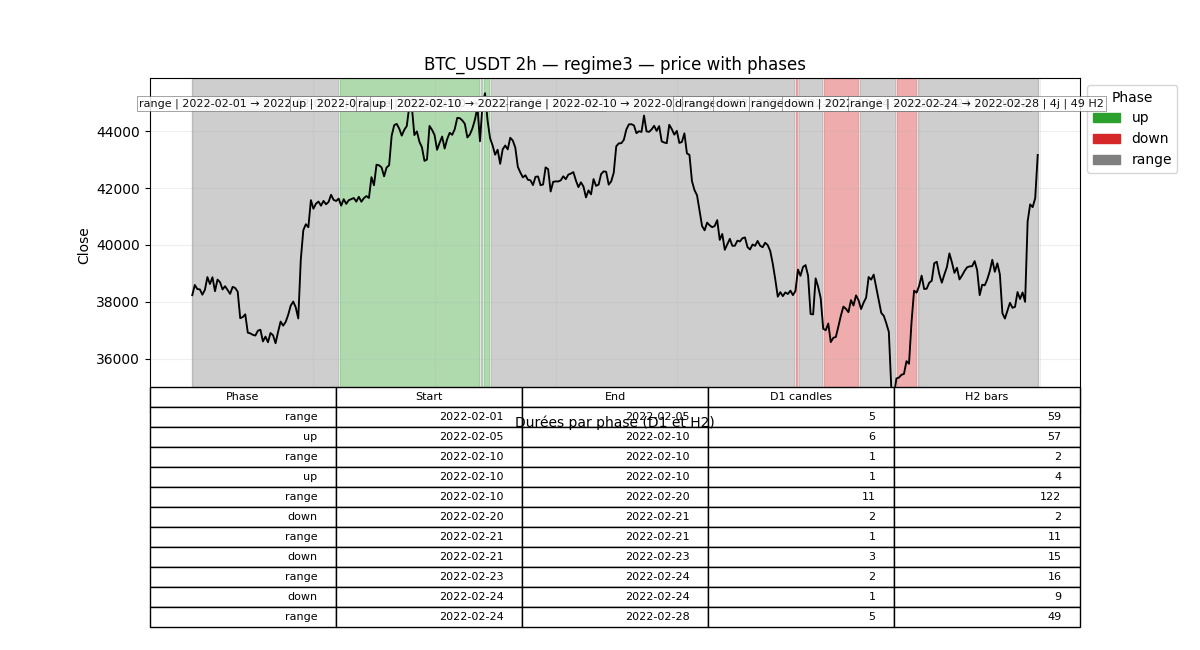 BTC_USDT 2h — regime3 — price with phases
range | 2022-02-01 → 2022 up | 2022-0 ra up | 2022-02-10 → 2022 range | 2022-02-10 → 2022-0 d range down | range down | 202 range | 2022-02-24 → 2022-02-28 | 4j | 49 H2
Phase
up
down
range
Close
44000
42000
40000
38000
36000
Phase Start End D1 candles H2 bars
range 2022-02-01 2022-02-05 5 59
Durées par phase (D1 et H2)
up 2022-02-05 2022-02-10 6 57
range 2022-02-10 2022-02-10 1 2
up 2022-02-10 2022-02-10 1 4
range 2022-02-10 2022-02-20 11 122
down 2022-02-20 2022-02-21 2 2
range 2022-02-21 2022-02-21 1 11
down 2022-02-21 2022-02-23 3 15
range 2022-02-23 2022-02-24 2 16
down 2022-02-24 2022-02-24 1 9
range 2022-02-24 2022-02-28 5 49